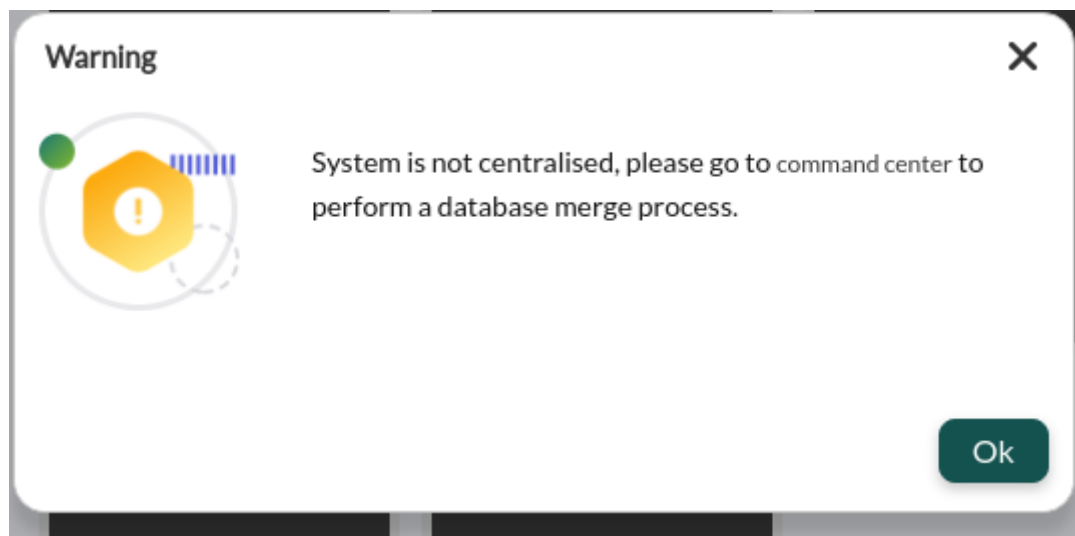 Warning
System is not centralised, please go to command center to
perform a database merge process.
Ok